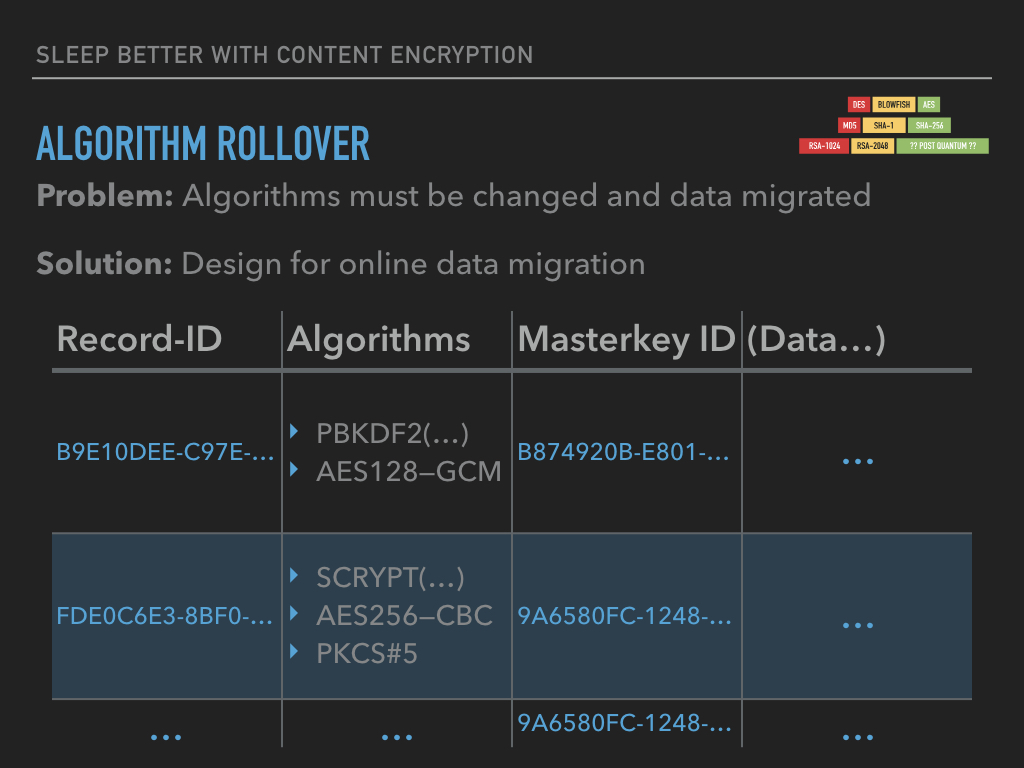 SLEEP BETTER WITH CONTENT ENCRYPTION
DES BLOWFISH AES
MD5 SHA-1 SHA-256
RSA-1024 RSA-2048 ?? POST QUANTUM ??
ALGORITHM ROLLOVER
Problem: Algorithms must be changed and data migrated
Solution: Design for online data migration
Record-ID Algorithms Masterkey ID (Data…)
B9E10DEE-C97E-… PBKDF2(…) B874920B-E801-… …
AES128–GCM
SCRYPT(…)
FDE0C6E3-8BF0-… AES256–CBC 9A6580FC-1248-… …
PKCS#5
… … 9A6580FC-1248-… …